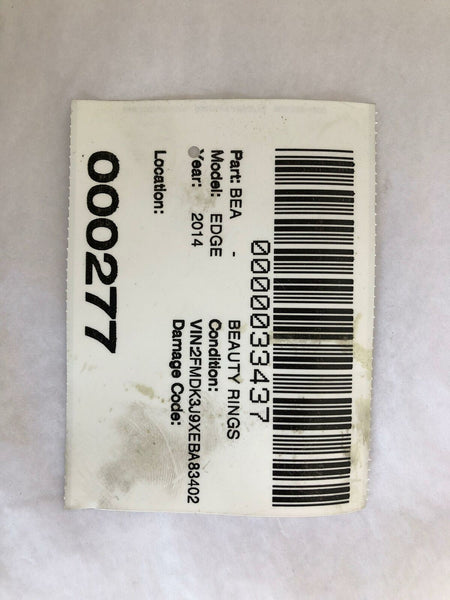 0000033437
Part: BEA - BEAUTY RINGS
Model: EDGE Condition:
Year: 2014 VIN:2FMDK3J9XEBA83402
Damage Code:
Location:
000277